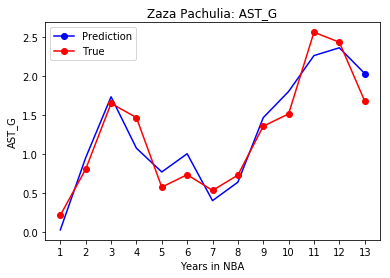 Zaza Pachulia: AST_G
Prediction
True
AST_G
2.5
2.0
1.5
1.0
0.5
0.0
1 2 3 4 5 6 7 8 9 10 11 12 13
Years in NBA